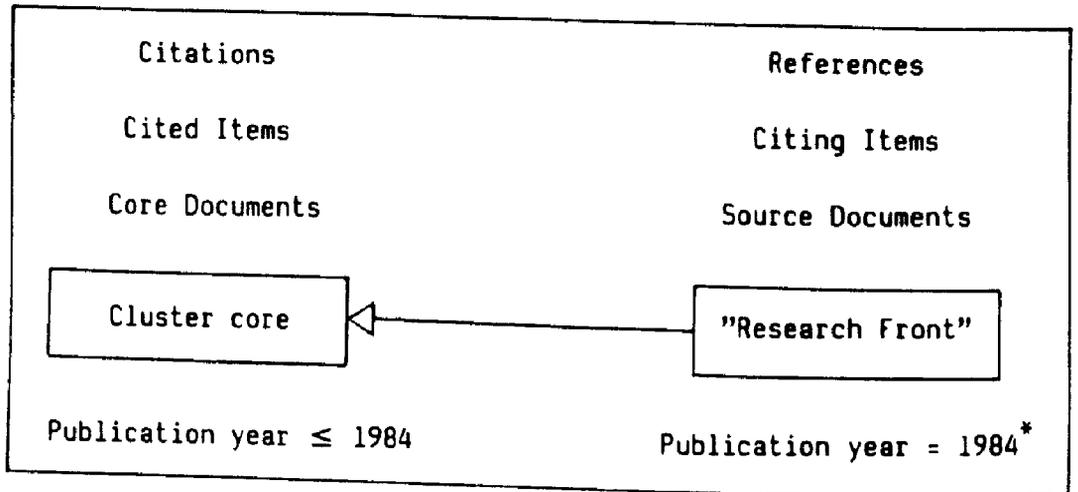 Citations
References
Cited Items
Citing Items
Core Documents
Source Documents
Cluster core
"Research Front"
Publication year ≤ 1984
Publication year = 1984*